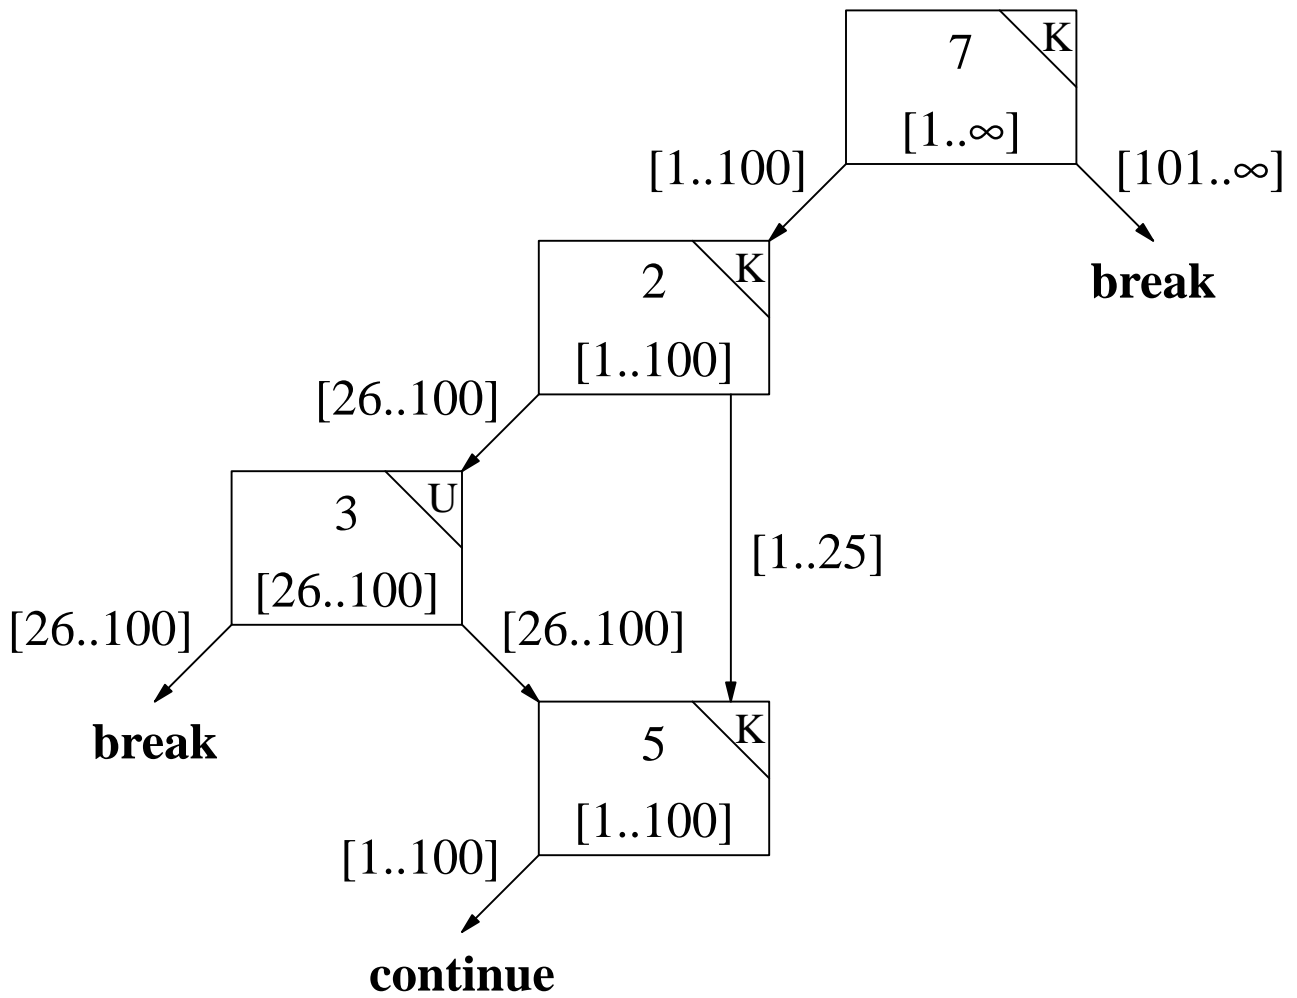 7
K
[1..∞]
[1..100]
[101..∞]
break
2
K
[1..100]
[26..100]
3
U
[26..100]
[1..25]
[26..100]
[26..100]
break
5
K
[1..100]
[1..100]
continue